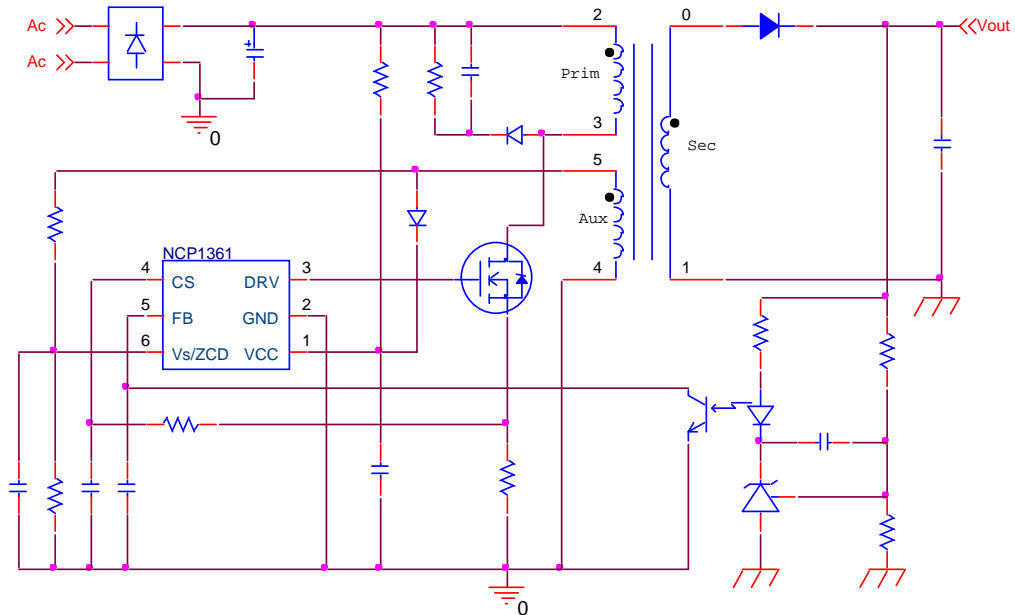 Ac
Ac
0
2
Prim
3
5
Aux
4
0
Sec
1
Vout
NCP1361
4 CS DRV 3
5 FB GND 2
6 Vs/ZCD VCC 1
0